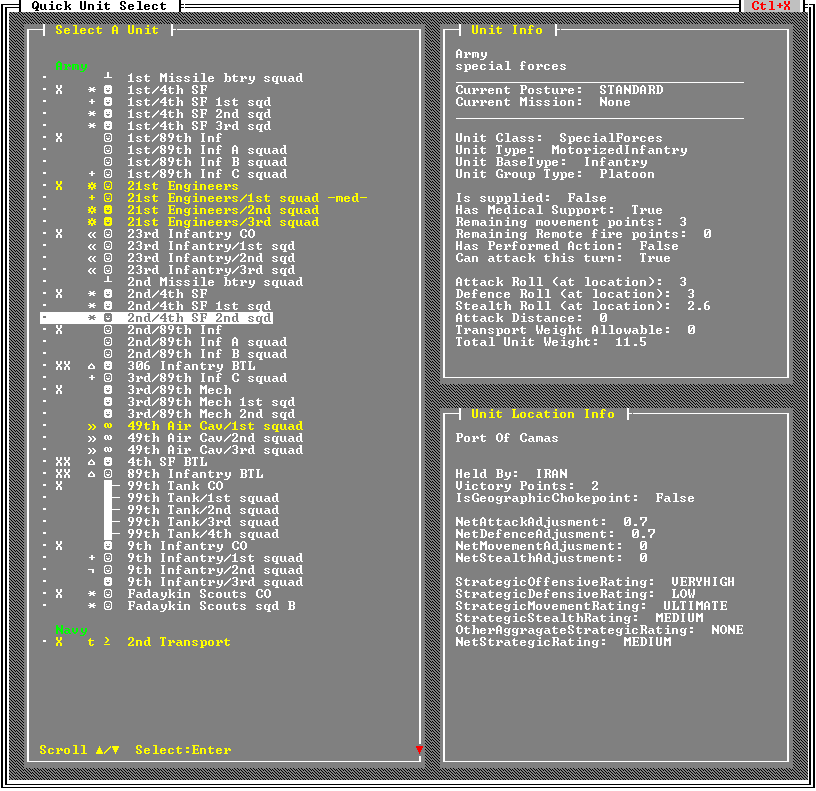 Quick Unit Select
Ctl+X
Select A Unit
Army
· ┴ 1st Missile btry squad
· X * ☺ 1st/4th SF
· + ☺ 1st/4th SF 1st sqd
· * ☺ 1st/4th SF 2nd sqd
· * ☺ 1st/4th SF 3rd sqd
· X ☺ 1st/89th Inf
· ☺ 1st/89th Inf A squad
· ☺ 1st/89th Inf B squad
· + ☺ 1st/89th Inf C squad
· X ☼ ☺ 21st Engineers
· + ☺ 21st Engineers/1st squad -med-
· ☼ ☺ 21st Engineers/2nd squad
· ☼ ☺ 21st Engineers/3rd squad
· X « ☺ 23rd Infantry CO
· « ☺ 23rd Infantry/1st sqd
· « ☺ 23rd Infantry/2nd sqd
· « ☺ 23rd Infantry/3rd sqd
· ┴ 2nd Missile btry squad
· X * ☺ 2nd/4th SF
· * ☺ 2nd/4th SF 1st sqd
· * ☺ 2nd/4th SF 2nd sqd
· X ☺ 2nd/89th Inf
· ☺ 2nd/89th Inf A squad
· ☺ 2nd/89th Inf B squad
· XX ⌂ ☺ 306 Infantry BTL
· + ☺ 3rd/89th Inf C squad
· X ☻ 3rd/89th Mech
· ☻ 3rd/89th Mech 1st sqd
· ☻ 3rd/89th Mech 2nd sqd
· » ∞ 49th Air Cav/1st squad
· » ∞ 49th Air Cav/2nd squad
· » ∞ 49th Air Cav/3rd squad
· XX ⌂ ☺ 4th SF BTL
· XX ⌂ ☺ 89th Infantry BTL
· X 99th Tank CO
· 99th Tank/1st squad
· 99th Tank/2nd squad
· 99th Tank/3rd squad
· 99th Tank/4th squad
· X ☺ 9th Infantry CO
· + ☺ 9th Infantry/1st squad
· ¬ ☺ 9th Infantry/2nd squad
· ☻ 9th Infantry/3rd squad
· X * ☺ Fadaykin Scouts CO
· * ☺ Fadaykin Scouts sqd B
Navy
· X t ≥ 2nd Transport
Scroll ▲/▼ Select:Enter
▼
Unit Info
Army
special forces
Current Posture: STANDARD
Current Mission: None
Unit Class: SpecialForces
Unit Type: MotorizedInfantry
Unit BaseType: Infantry
Unit Group Type: Platoon
Is supplied: False
Has Medical Support: True
Remaining movement points: 3
Remaining Remote fire points: 0
Has Performed Action: False
Can attack this turn: True
Attack Roll (at location): 3
Defence Roll (at location): 3
Stealth Roll (at location): 2.6
Attack Distance: 0
Transport Weight Allowable: 0
Total Unit Weight: 11.5
Unit Location Info
Port Of Camas
Held By: IRAN
Victory Points: 2
IsGeographicChokepoint: False
NetAttackAdjusment: 0.7
NetDefenceAdjusment: 0.7
NetMovementAdjusment: 0
NetStealthAdjustment: 0
StrategicOffensiveRating: VERYHIGH
StrategicDefensiveRating: LOW
StrategicMovementRating: ULTIMATE
StrategicStealthRating: MEDIUM
OtherAggragateStrategicRating: NONE
NetStrategicRating: MEDIUM